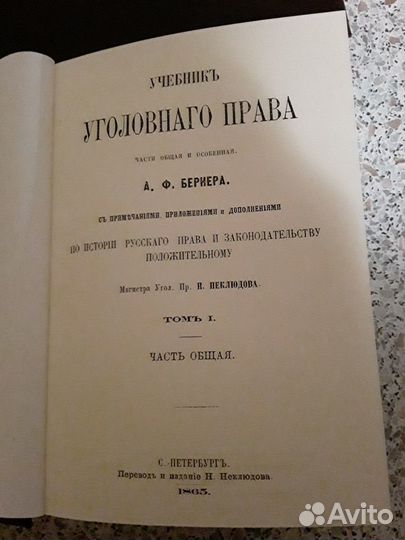 УЧЕБНИКЪ
УГОЛОВНАГО ПРАВА
ЧАСТИ ОБЩАЯ И ОСОБЕННАЯ.
А. Ф. БЕРНЕРА.
СЪ ПРИМѢЧАНІЯМИ, ПРИЛОЖЕНІЯМИ и ДОПОЛНЕНІЯМИ
ПО ИСТОРІИ РУССКАГО ПРАВА И ЗАКОНОДАТЕЛЬСТВУ
ПОЛОЖИТЕЛЬНОМУ
Магистра Угол. Пр. Н. НЕКЛЮДОВА.
ТОМЪ I.
ЧАСТЬ ОБЩАЯ.
С.-ПЕТЕРБУРГЪ.
Переводъ и изданіе Н. Неклюдова.
1865.
Avito